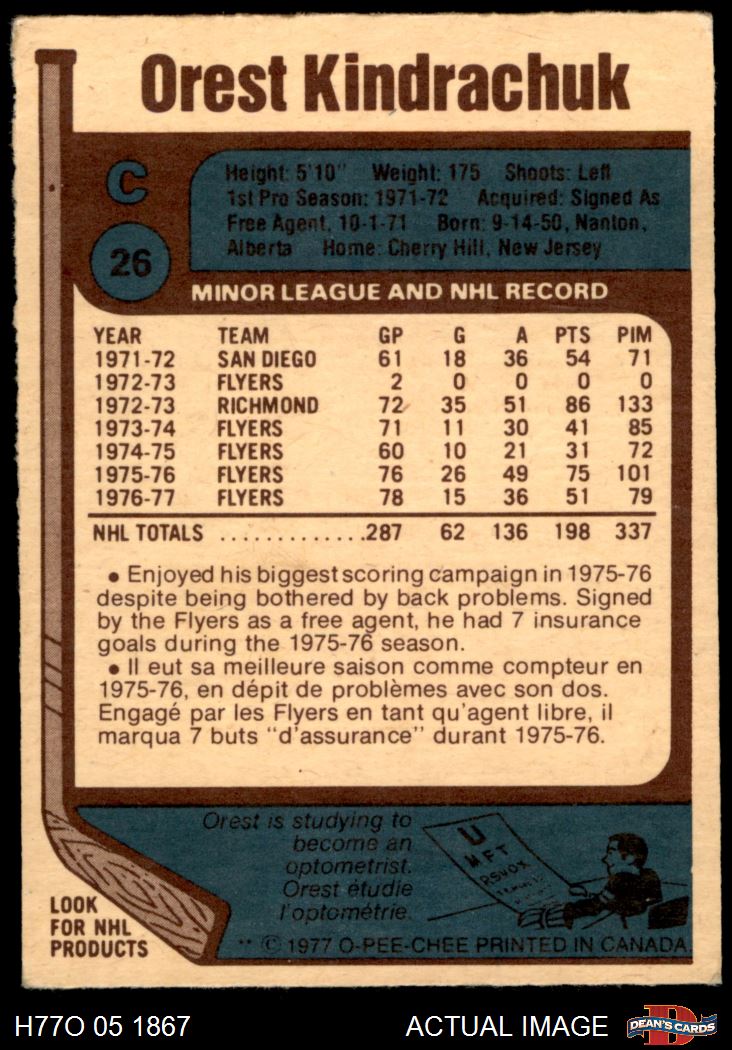 Orest Kindrachuk
C
26
Height: 5'10" Weight: 175 Shoots: Left
1st Pro Season: 1971-72 Acquired: Signed As
Free Agent, 10-1-71 Born: 9-14-50, Nanton,
Alberta Home: Cherry Hill, New Jersey
MINOR LEAGUE AND NHL RECORD
YEAR TEAM GP G A PTS PIM
1971-72 SAN DIEGO 61 18 36 54 71
1972-73 FLYERS 2 0 0 0 0
1972-73 RICHMOND 72 35 51 86 133
1973-74 FLYERS 71 11 30 41 85
1974-75 FLYERS 60 10 21 31 72
1975-76 FLYERS 76 26 49 75 101
1976-77 FLYERS 78 15 36 51 79
NHL TOTALS .............287 62 136 198 337
• Enjoyed his biggest scoring campaign in 1975-76
despite being bothered by back problems. Signed
by the Flyers as a free agent, he had 7 insurance
goals during the 1975-76 season.
• Il eut sa meilleure saison comme compteur en
1975-76, en dépit de problèmes avec son dos.
Engagé par les Flyers en tant qu'agent libre, il
marqua 7 buts "d'assurance" durant 1975-76.
Orest is studying to
become an
optometrist.
Orest étudie
l'optométrie.
U
M F T
RSVOX
LOOK
FOR NHL
PRODUCTS
** © 1977 O-PEE-CHEE PRINTED IN CANADA
H77O 05 1867 ACTUAL IMAGE
D
DEAN'S CARDS